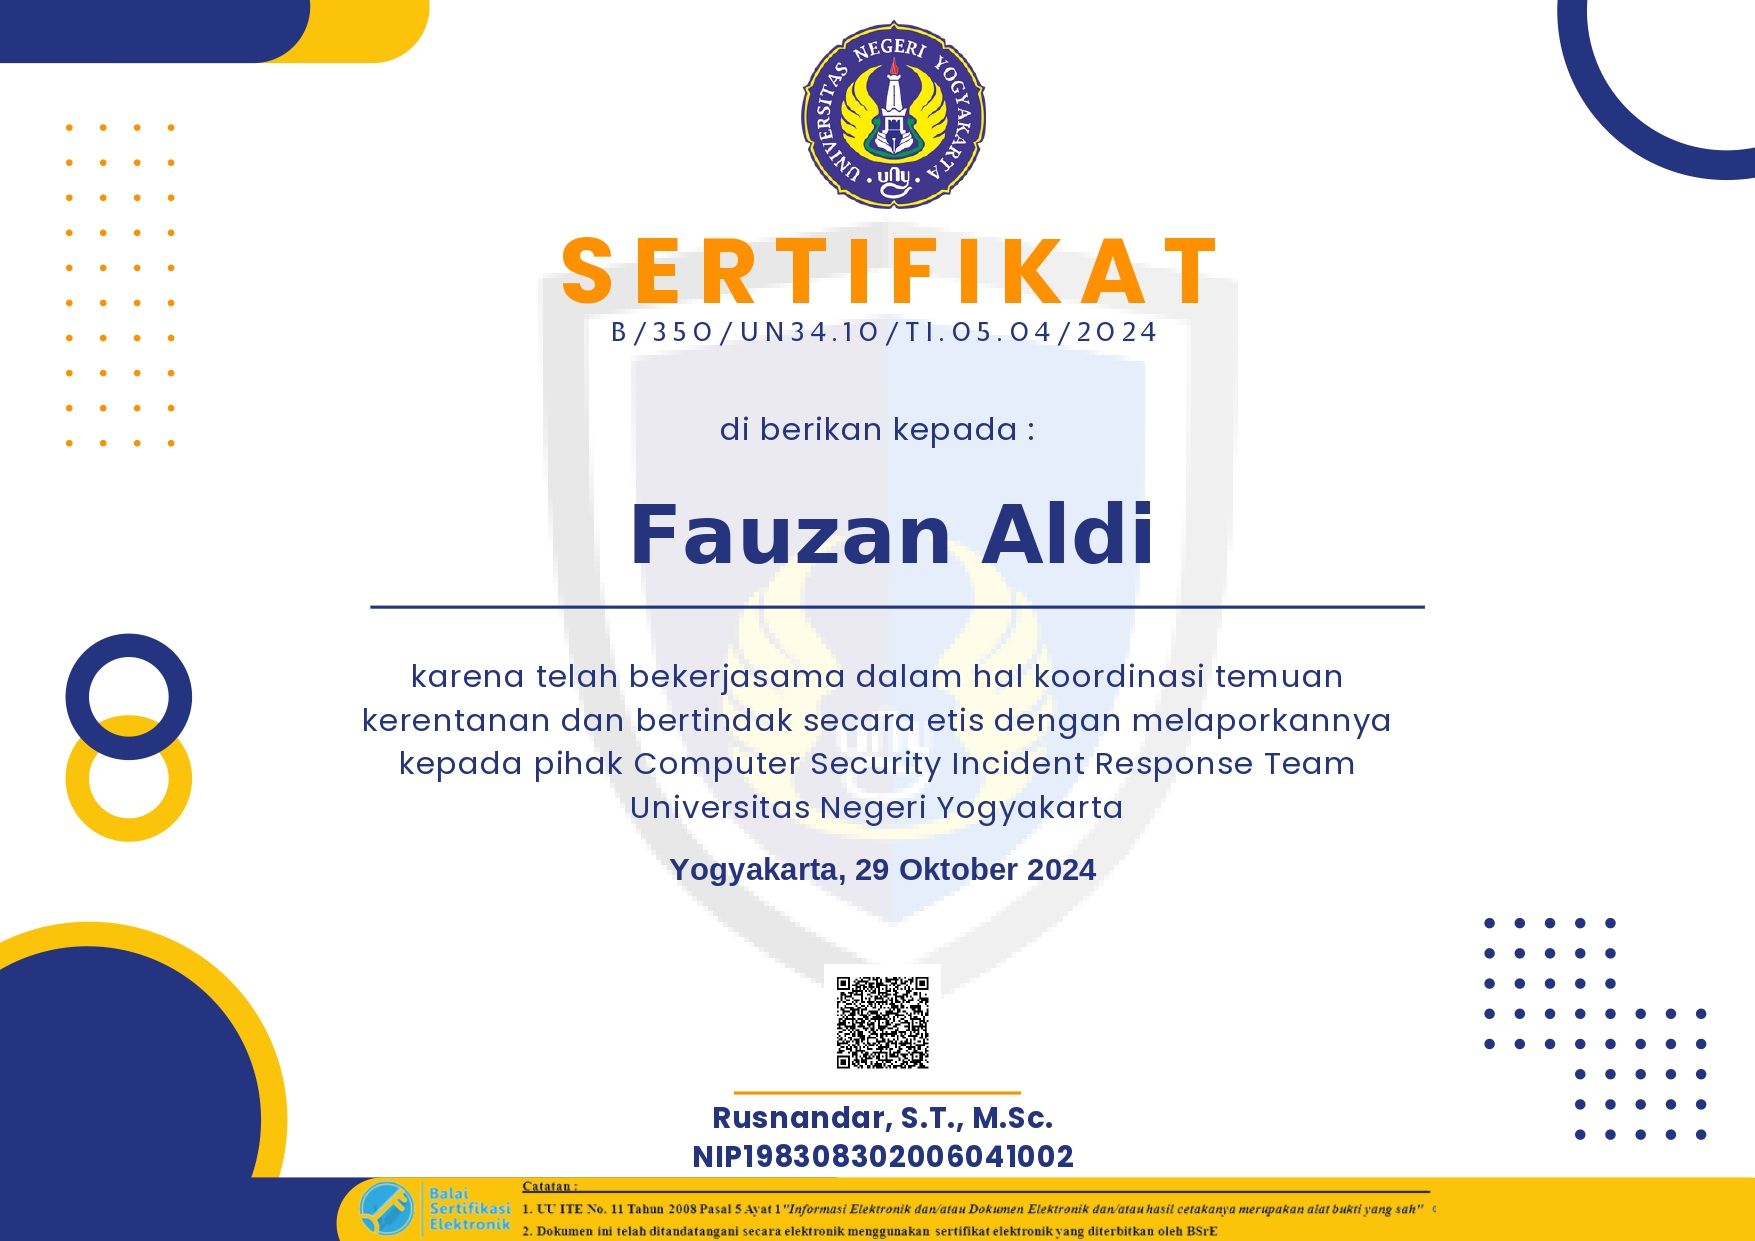 UNIVERSITAS NEGERI YOGYAKARTA
uny
SERTIFIKAT
B/350/UN34.10/TI.05.04/2024
di berikan kepada :
Fauzan Aldi
karena telah bekerjasama dalam hal koordinasi temuan
kerentanan dan bertindak secara etis dengan melaporkannya
kepada pihak Computer Security Incident Response Team
Universitas Negeri Yogyakarta
Yogyakarta, 29 Oktober 2024
Rusnandar, S.T., M.Sc.
NIP198308302006041002
Balai
Sertifikasi
Elektronik
Catatan :
1. UU ITE No. 11 Tahun 2008 Pasal 5 Ayat 1 "Informasi Elektronik dan/atau Dokumen Elektronik dan/atau hasil cetakanya merupakan alat bukti yang sah"
2. Dokumen ini telah ditandatangani secara elektronik menggunakan sertifikat elektronik yang diterbitkan oleh BSrE